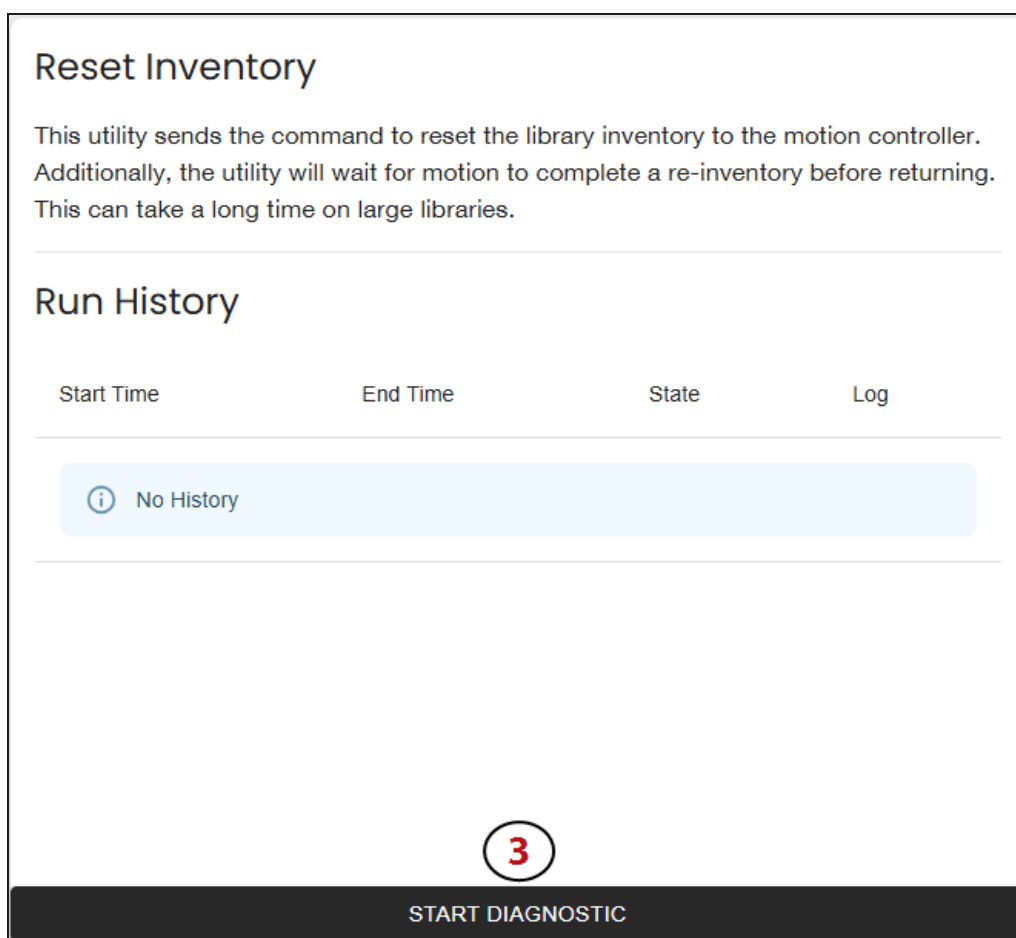 Reset Inventory
This utility sends the command to reset the library inventory to the motion controller.
Additionally, the utility will wait for motion to complete a re-inventory before returning.
This can take a long time on large libraries.
Run History
Start Time End Time State Log
No History
3
START DIAGNOSTIC